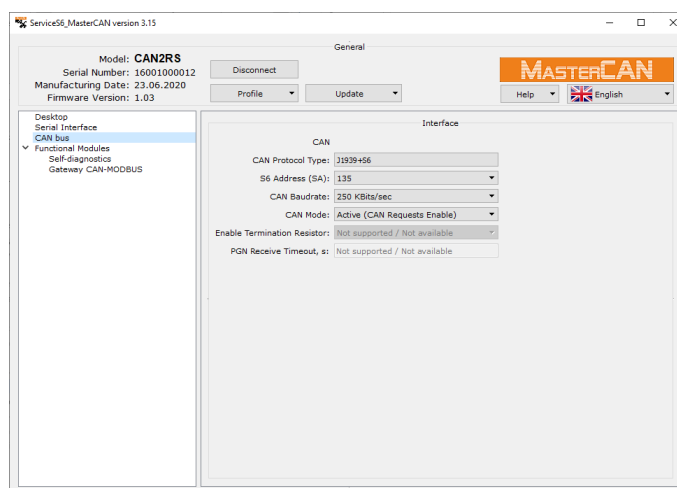 ServiceS6_MasterCAN version 3.15
General
Model: CAN2RS
Serial Number: 16001000012
Manufacturing Date: 23.06.2020
Firmware Version: 1.03
Disconnect
Profile
Update
MASTERCAN
Help
English
Desktop
Serial Interface
CAN bus
Functional Modules
Self-diagnostics
Gateway CAN-MODBUS
Interface
CAN
CAN Protocol Type: J1939+S6
S6 Address (SA): 135
CAN Baudrate: 250 KBits/sec
CAN Mode: Active (CAN Requests Enable)
Enable Termination Resistor: Not supported / Not available
PGN Receive Timeout, s: Not supported / Not available